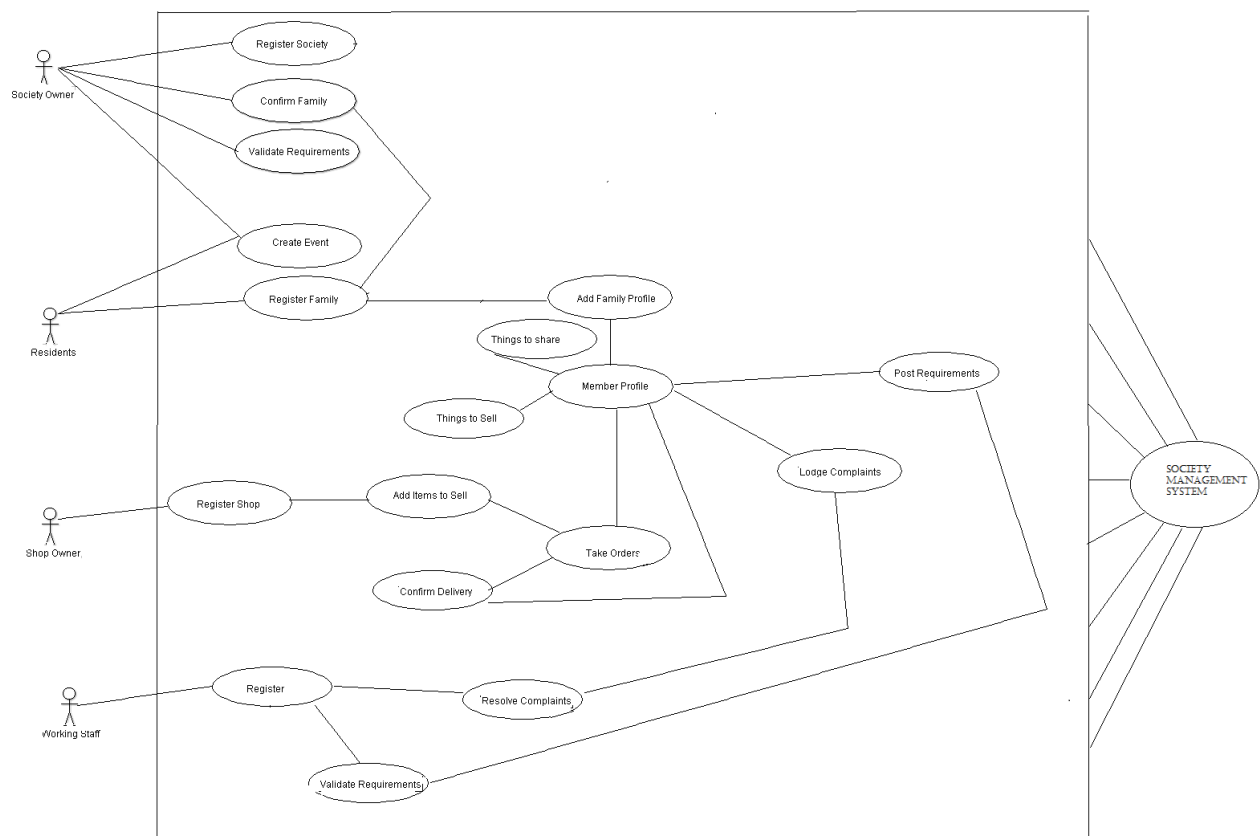 Register Society
Society Owner
Confirm Family
Validate Requirements
Create Event
Register Family
Add Family Profile
Residents
Things to share
Member Profile
Post Requirements
Things to Sell
SOCIETY
MANAGEMENT
SYSTEM
Lodge Complaints
Register Shop
Add Items to Sell
Shop Owner
Take Orders
Confirm Delivery
Register
Resolve Complaints
Working Staff
Validate Requirements